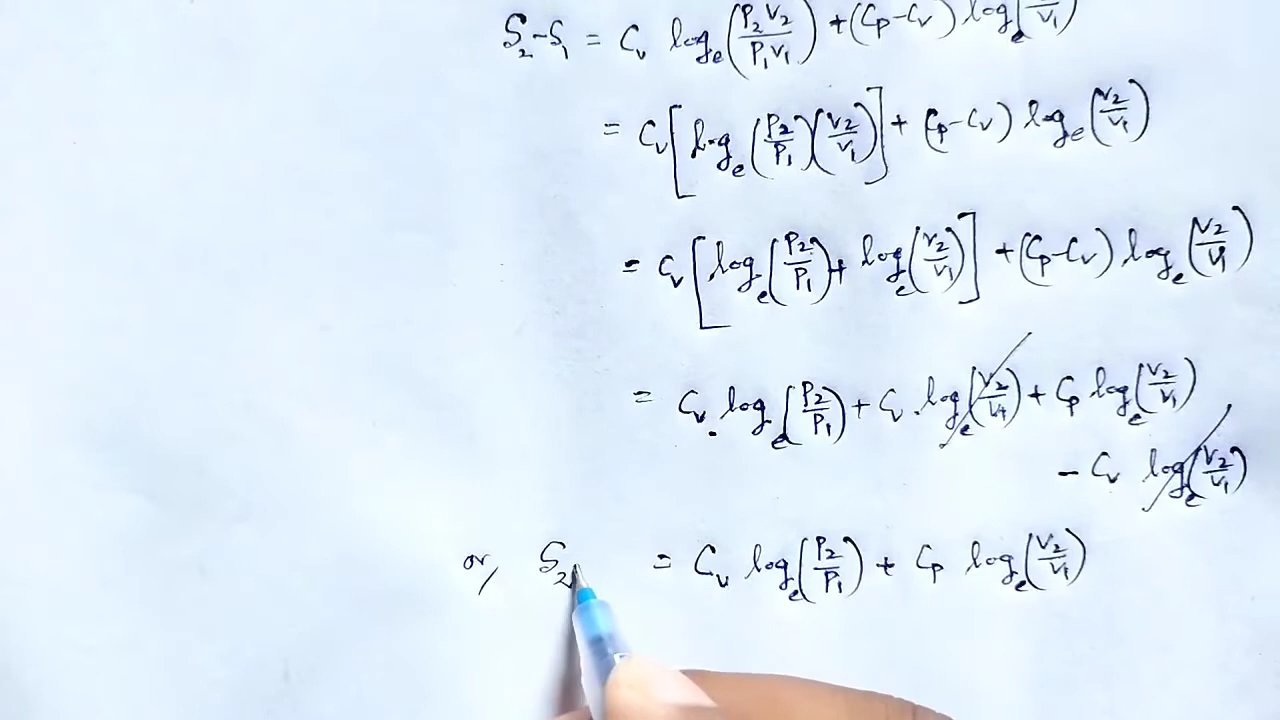 S₂-S₁ = Cᵥ logₑ(P₂V₂/P₁V₁) + (Cp-Cᵥ) logₑ(/V₁)
= Cᵥ[logₑ(P₂/P₁)(V₂/V₁)] + (Cp-Cᵥ) logₑ(V₂/V₁)
= Cᵥ[logₑ(P₂/P₁) + logₑ(V₂/V₁)] + (Cp-Cᵥ) logₑ(V₂/V₁)
= Cᵥ. logₑ(P₂/P₁) + Cᵥ. logₑ(V₂/V₁) + Cp logₑ(V₂/V₁)
- Cᵥ logₑ(V₂/V₁)
or, S₂ = Cᵥ logₑ(P₂/P₁) + Cp logₑ(V₂/V₁)